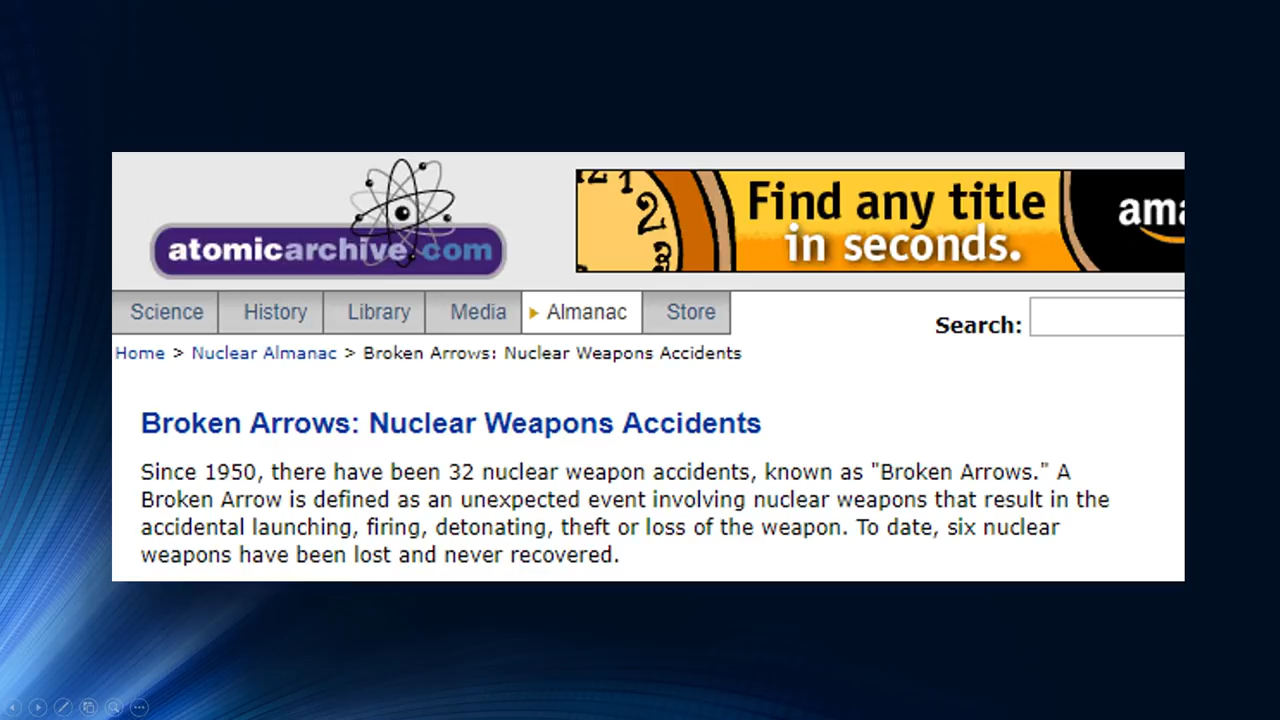 atomicarchive.com
Find any title
in seconds.
Science
History
Library
Media
Almanac
Store
Search:
Home > Nuclear Almanac > Broken Arrows: Nuclear Weapons Accidents
Broken Arrows: Nuclear Weapons Accidents
Since 1950, there have been 32 nuclear weapon accidents, known as "Broken Arrows." A
Broken Arrow is defined as an unexpected event involving nuclear weapons that result in the
accidental launching, firing, detonating, theft or loss of the weapon. To date, six nuclear
weapons have been lost and never recovered.